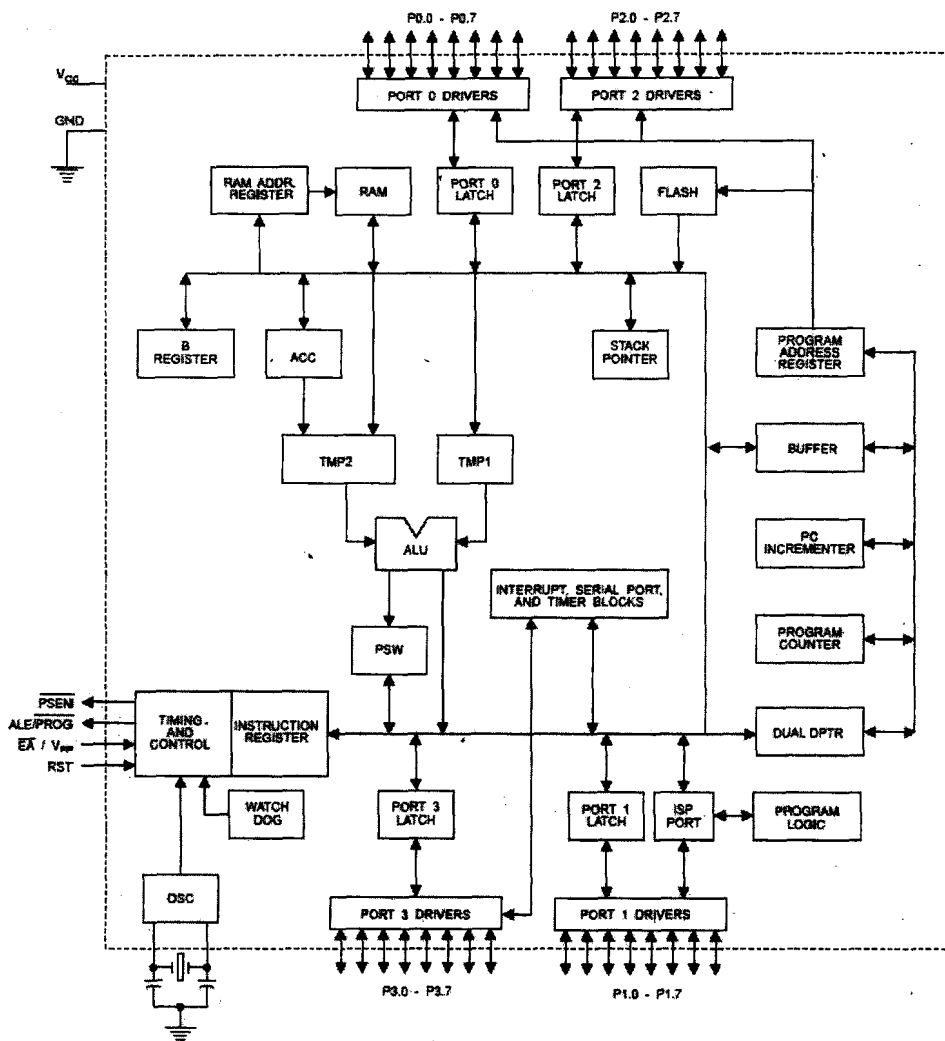 P0.0 - P0.7
P2.0 - P2.7
VCC
PORT 0 DRIVERS
PORT 2 DRIVERS
GND
RAM ADDR.
REGISTER
RAM
PORT 0
LATCH
PORT 2
LATCH
FLASH
B
REGISTER
ACC
STACK
POINTER
PROGRAM
ADDRESS
REGISTER
TMP2
TMP1
BUFFER
ALU
PC
INCREMENTER
INTERRUPT, SERIAL PORT,
AND TIMER BLOCKS
PSW
PROGRAM
COUNTER
PSEN
ALE/PROG
EA / VPP
RST
TIMING
AND
CONTROL
INSTRUCTION
REGISTER
DUAL DPTR
WATCH
DOG
PORT 3
LATCH
PORT 1
LATCH
ISP
PORT
PROGRAM
LOGIC
OSC
PORT 3 DRIVERS
PORT 1 DRIVERS
P3.0 - P3.7
P1.0 - P1.7